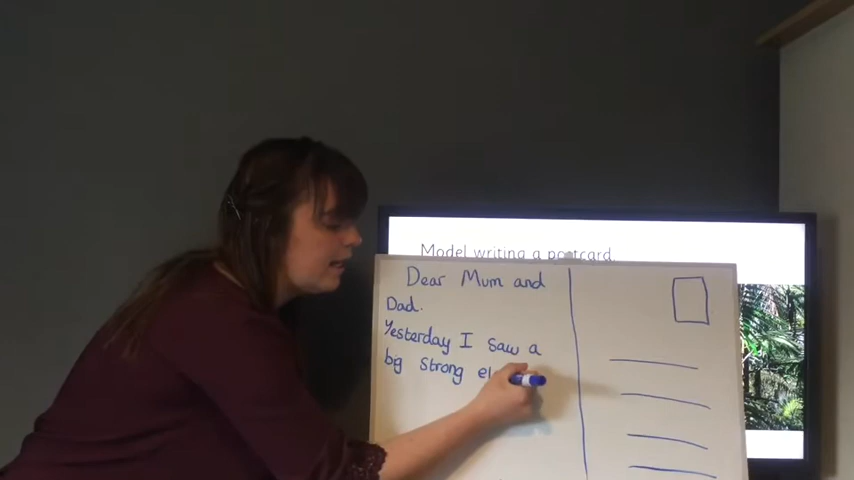 Model writing a postcard
Dear Mum and
Dad.
Yesterday I saw a
big strong el